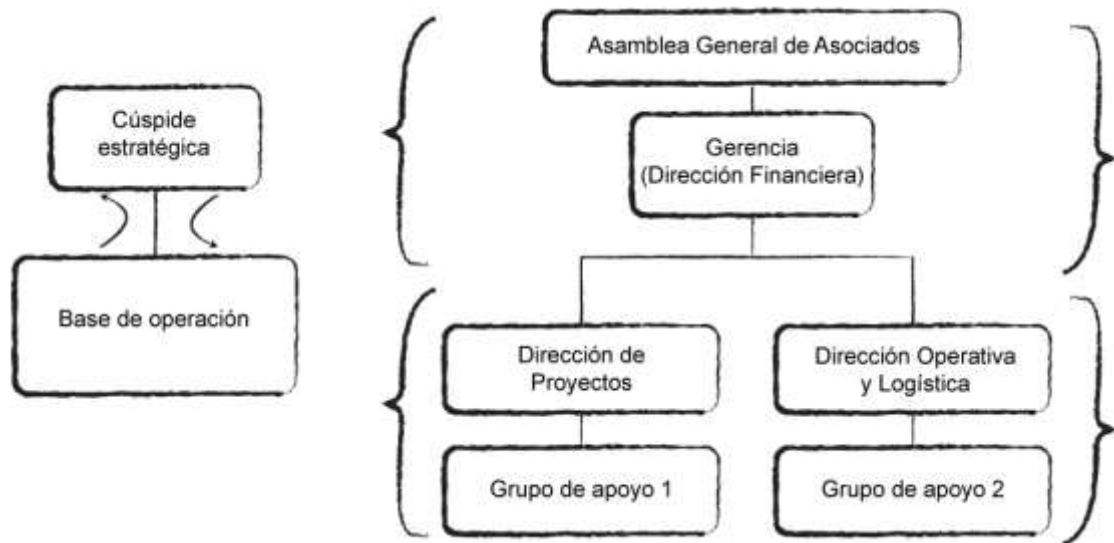 Asamblea General de Asociados
Cúspide
estratégica
Gerencia
(Dirección Financiera)
Base de operación
Dirección de
Proyectos
Dirección Operativa
y Logística
Grupo de apoyo 1
Grupo de apoyo 2